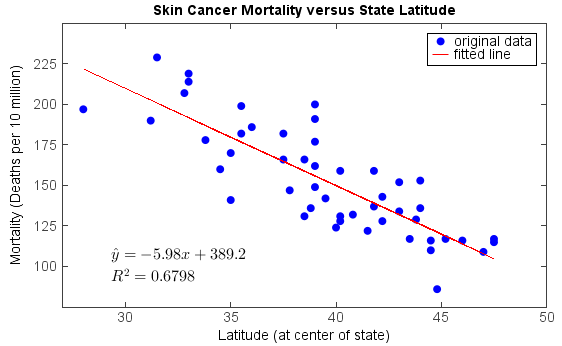 Skin Cancer Mortality versus State Latitude
original data
fitted line
Mortality (Deaths per 10 million)
225
200
175
150
125
100
ŷ = −5.98x + 389.2
R² = 0.6798
30 35 40 45 50
Latitude (at center of state)